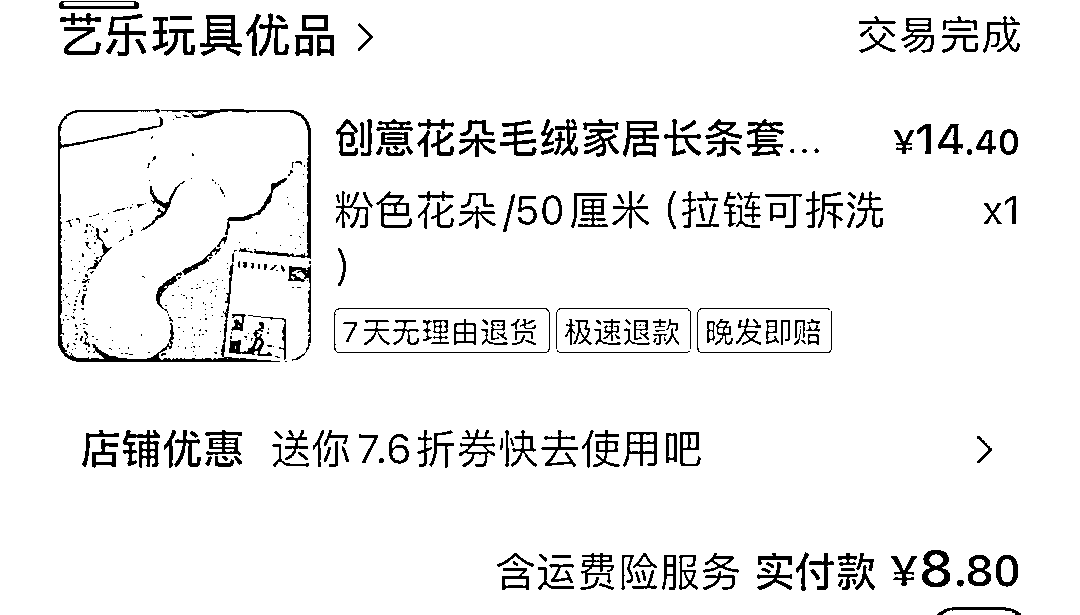 艺乐玩具优品 >
交易完成
创意花朵毛绒家居长条套... ¥14.40
粉色花朵/50厘米（拉链可拆洗 x1
）
7天无理由退货 极速退款 晚发即赔
店铺优惠 送你7.6折券快去使用吧 >
含运费险服务 实付款 ¥8.80